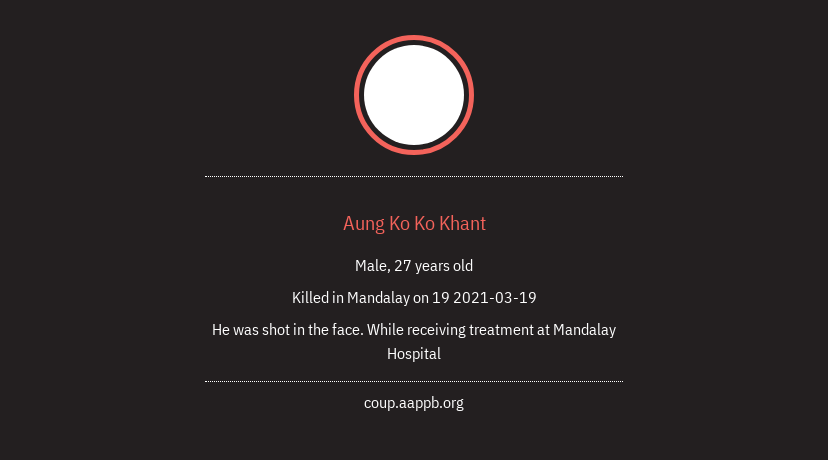 Aung Ko Ko Khant
Male, 27 years old
Killed in Mandalay on 19 2021-03-19
He was shot in the face. While receiving treatment at Mandalay
Hospital
coup.aappb.org